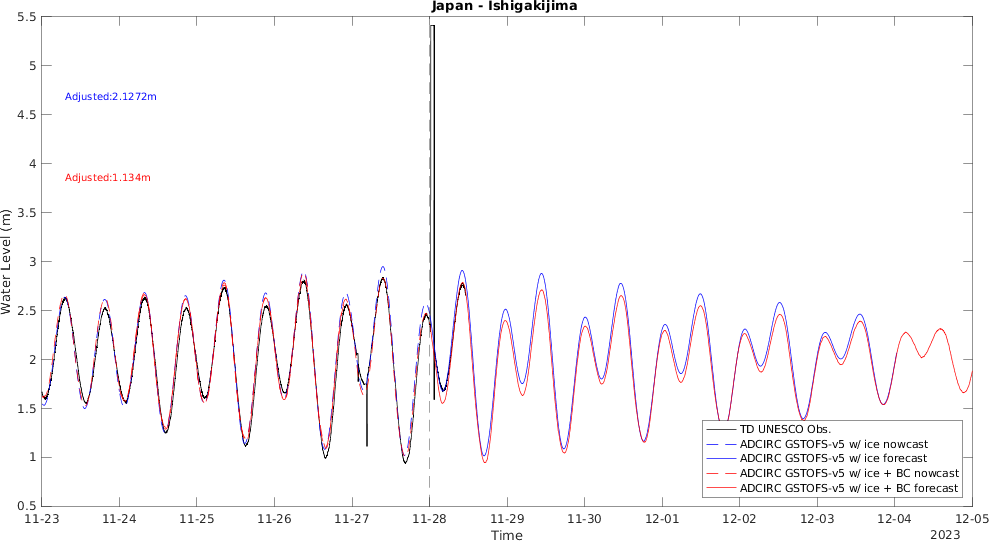 Japan - Ishigakijima
5.5
5
4.5
4
3.5
3
2.5
2
1.5
1
0.5
Water Level (m)
Adjusted:2.1272m
Adjusted:1.134m
TD UNESCO Obs.
ADCIRC GSTOFS-v5 w/ ice nowcast
ADCIRC GSTOFS-v5 w/ ice forecast
ADCIRC GSTOFS-v5 w/ ice + BC nowcast
ADCIRC GSTOFS-v5 w/ ice + BC forecast
11-23 11-24 11-25 11-26 11-27 11-28 11-29 11-30 12-01 12-02 12-03 12-04 12-05
Time
2023